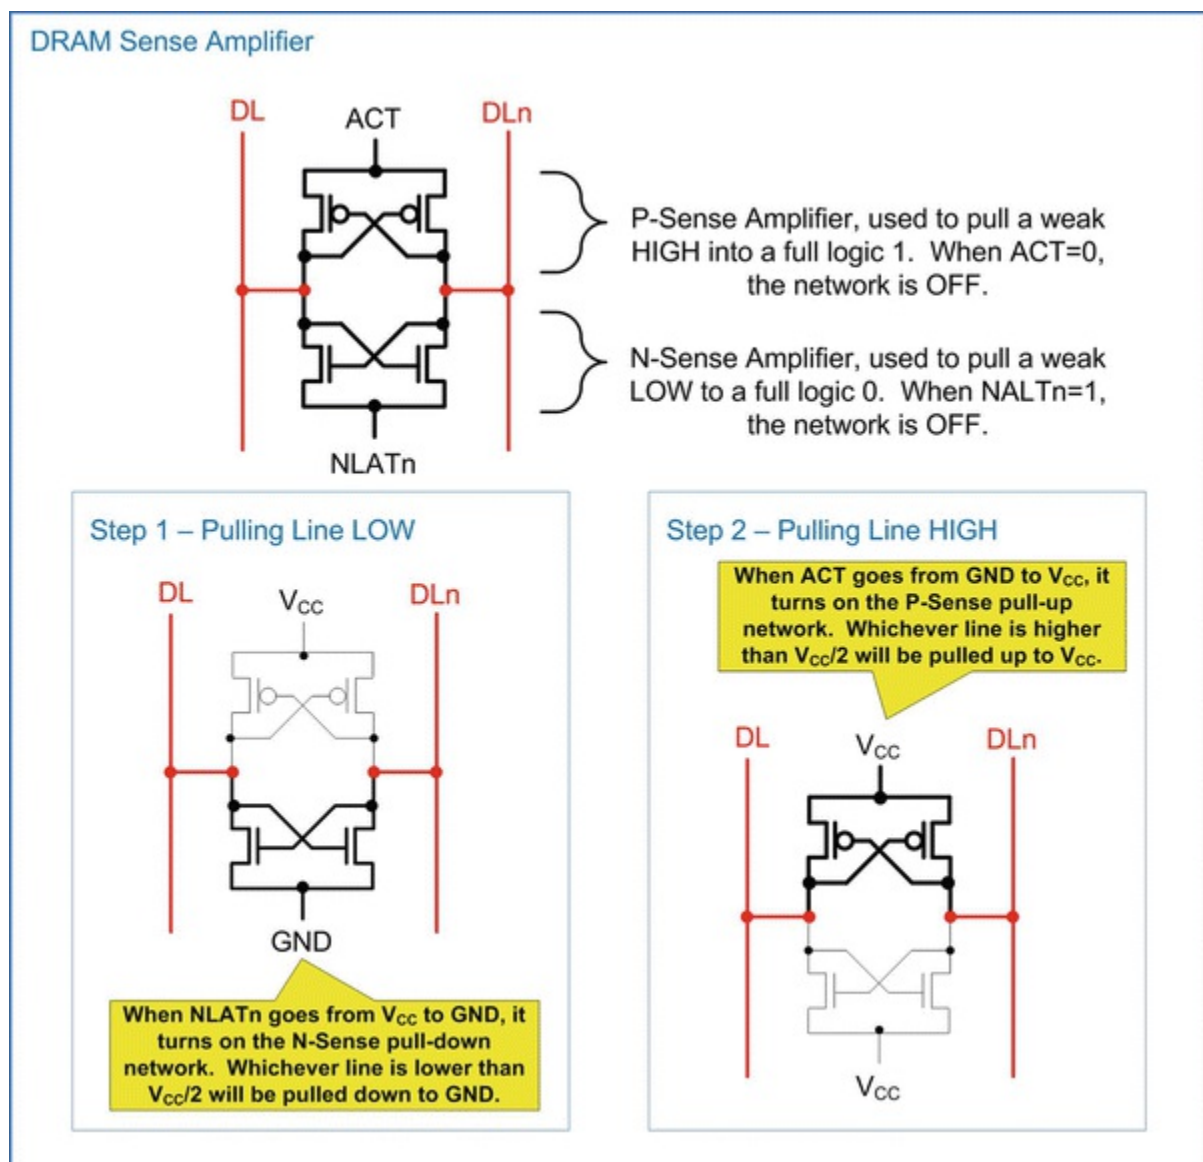 DRAM Sense Amplifier
DL
ACT
DLn
P-Sense Amplifier, used to pull a weak
HIGH into a full logic 1. When ACT=0,
the network is OFF.
N-Sense Amplifier, used to pull a weak
LOW to a full logic 0. When NALTn=1,
the network is OFF.
NLATn
Step 1 – Pulling Line LOW
DL
VCC
DLn
GND
When NLATn goes from VCC to GND, it
turns on the N-Sense pull-down
network. Whichever line is lower than
VCC/2 will be pulled down to GND.
Step 2 – Pulling Line HIGH
When ACT goes from GND to VCC, it
turns on the P-Sense pull-up
network. Whichever line is higher
than VCC/2 will be pulled up to VCC.
DL
VCC
DLn
VCC